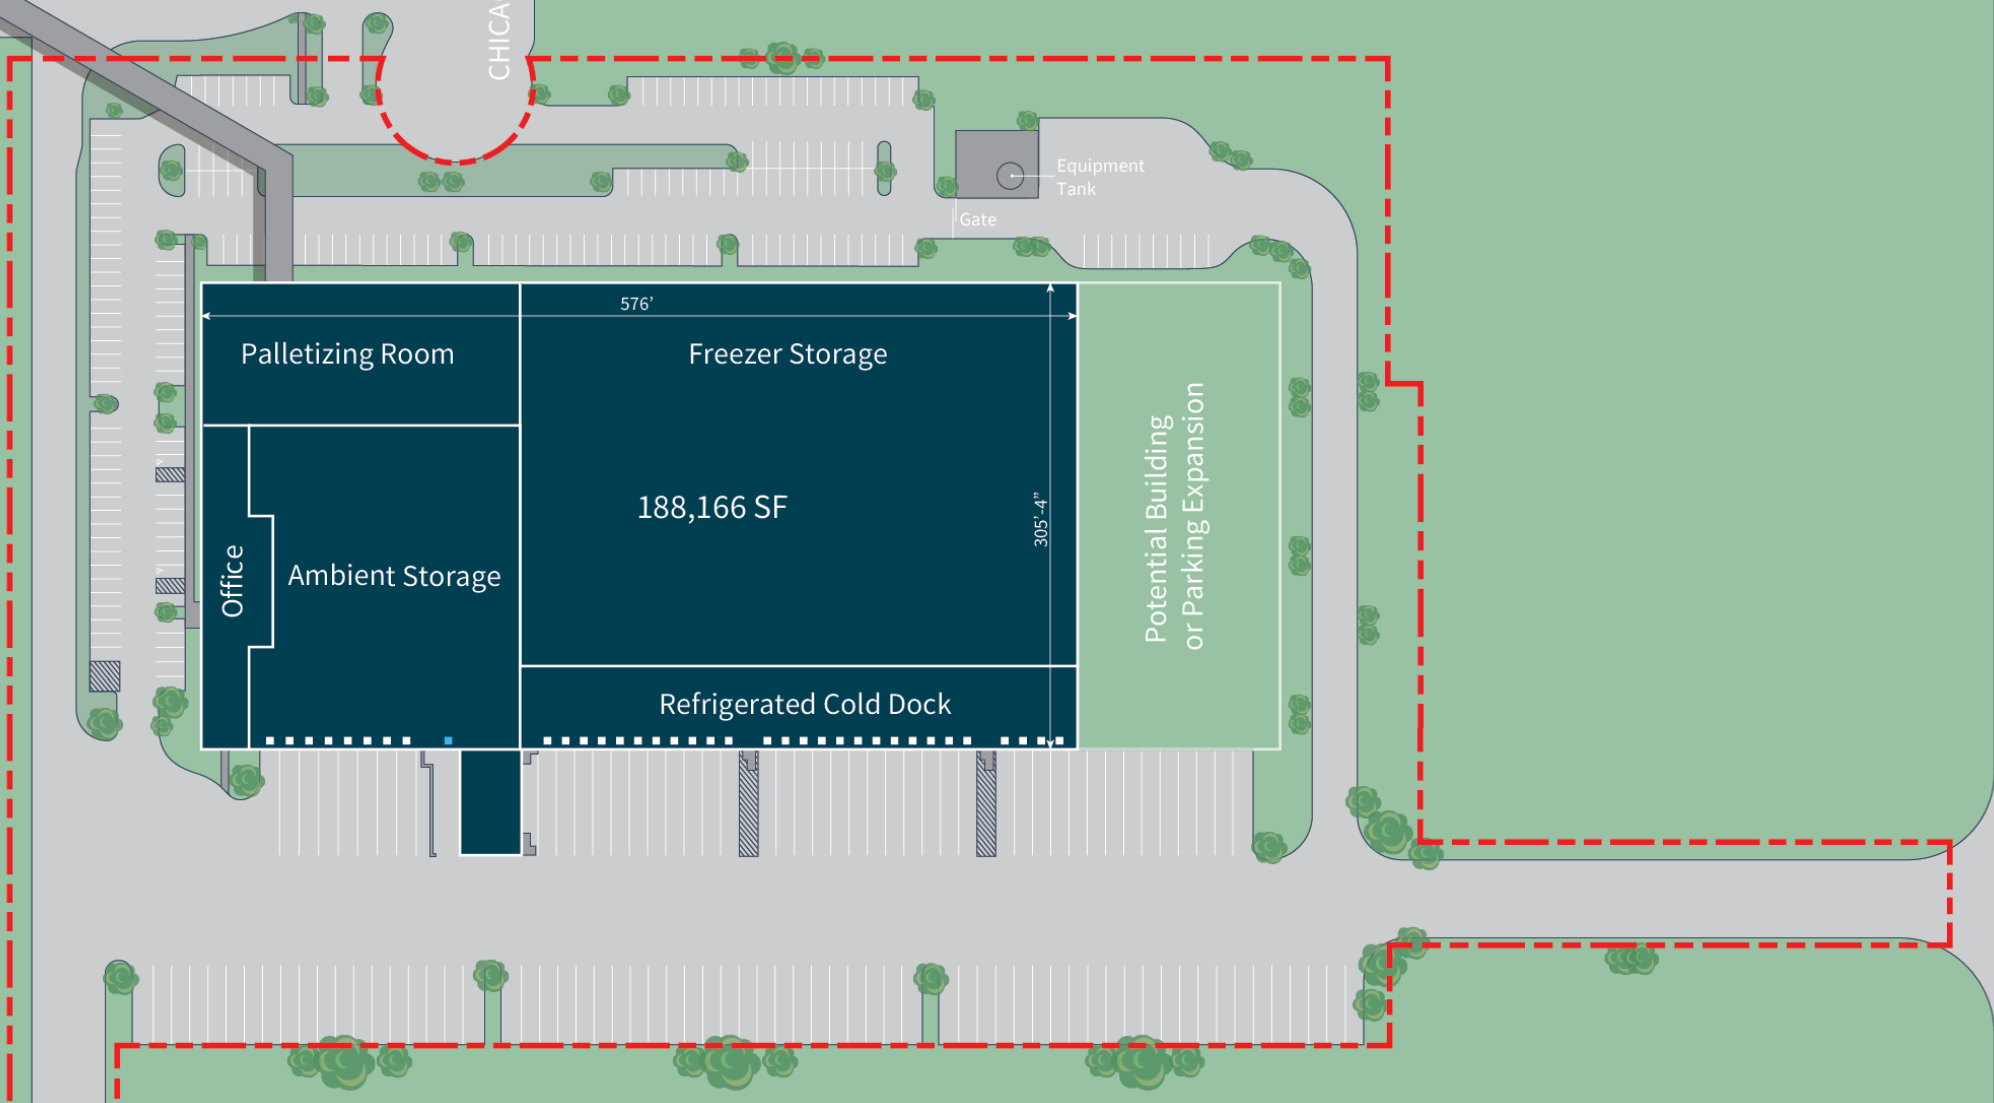 CHICA
Equipment
Tank
Gate
576’
Palletizing Room
Freezer Storage
188,166 SF
305’-4”
Office
Ambient Storage
Refrigerated Cold Dock
Potential Building
or Parking Expansion